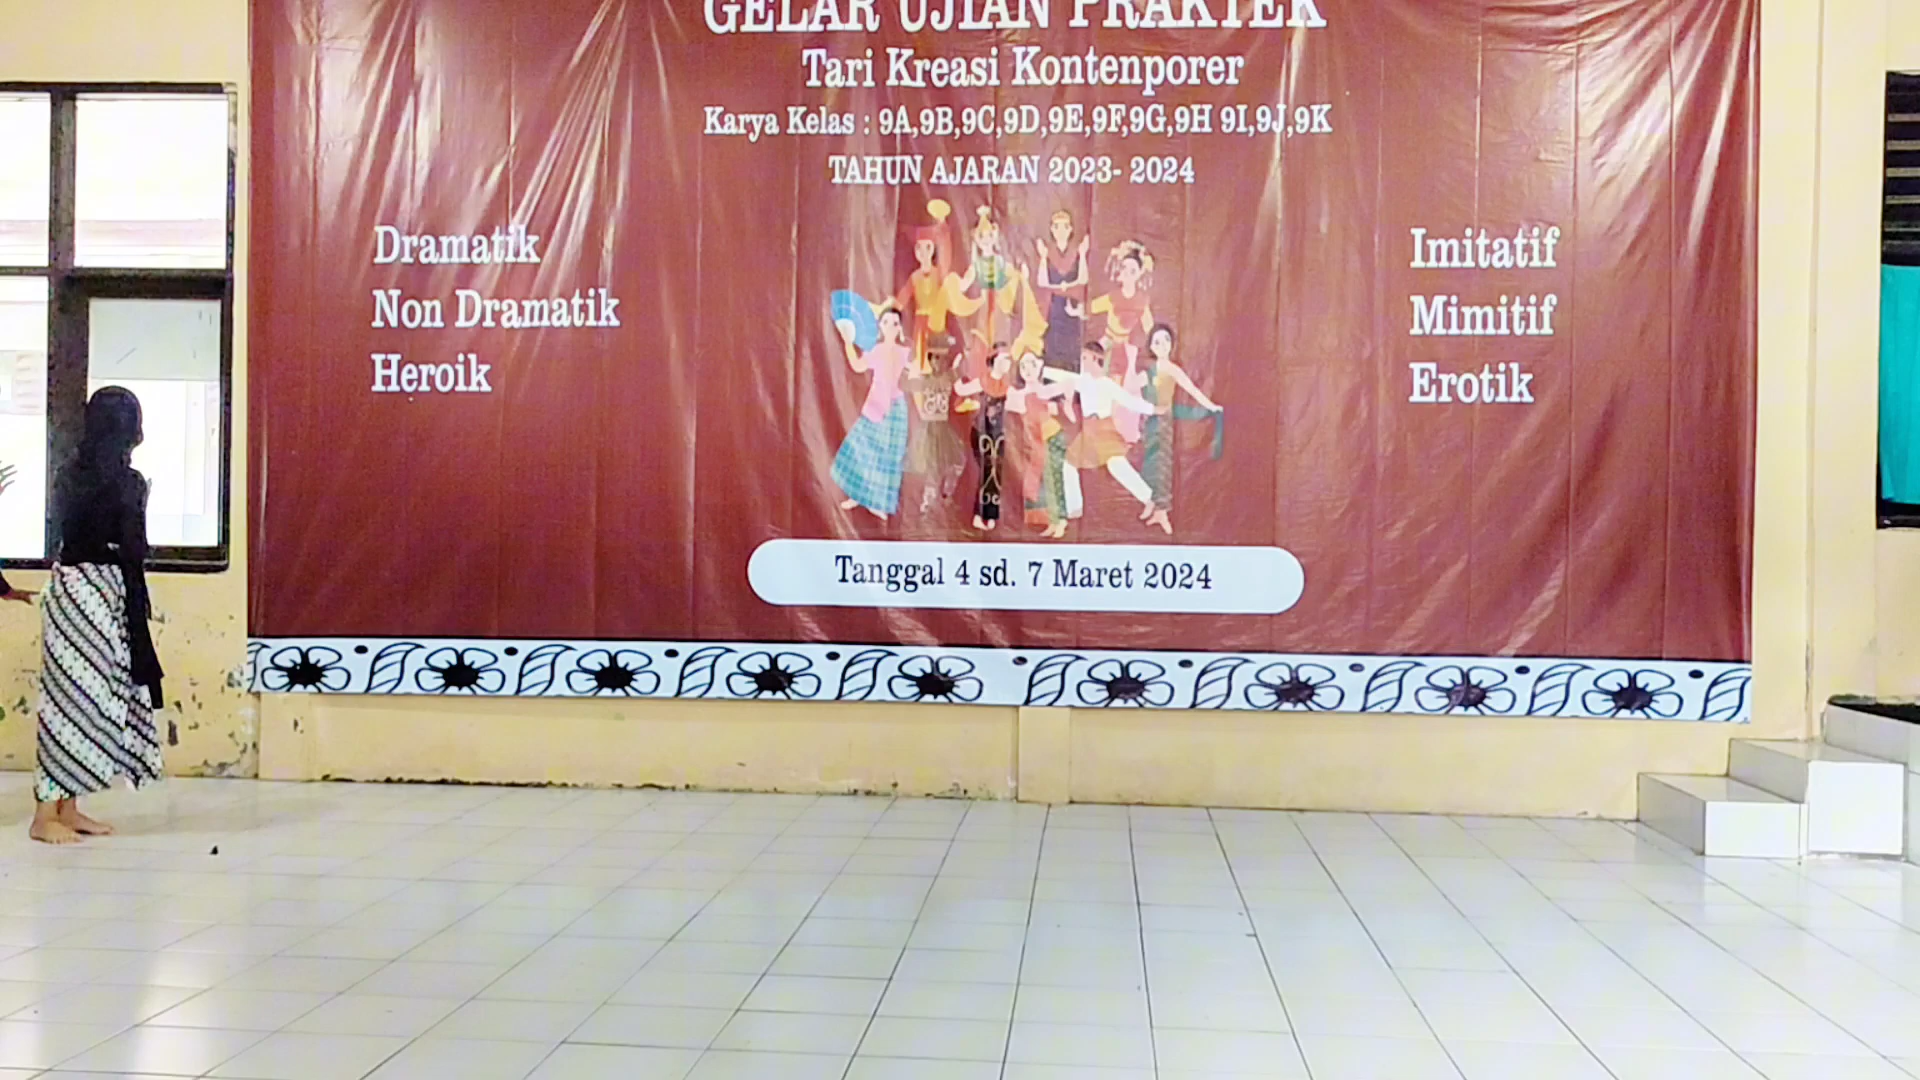 GELAR UJIAN PRAKTEK
Tari Kreasi Kontenporer
Karya Kelas : 9A,9B,9C,9D,9E,9F,9G,9H 9I,9J,9K
TAHUN AJARAN 2023- 2024
Dramatik
Non Dramatik
Heroik
Imitatif
Mimitif
Erotik
Tanggal 4 sd. 7 Maret 2024